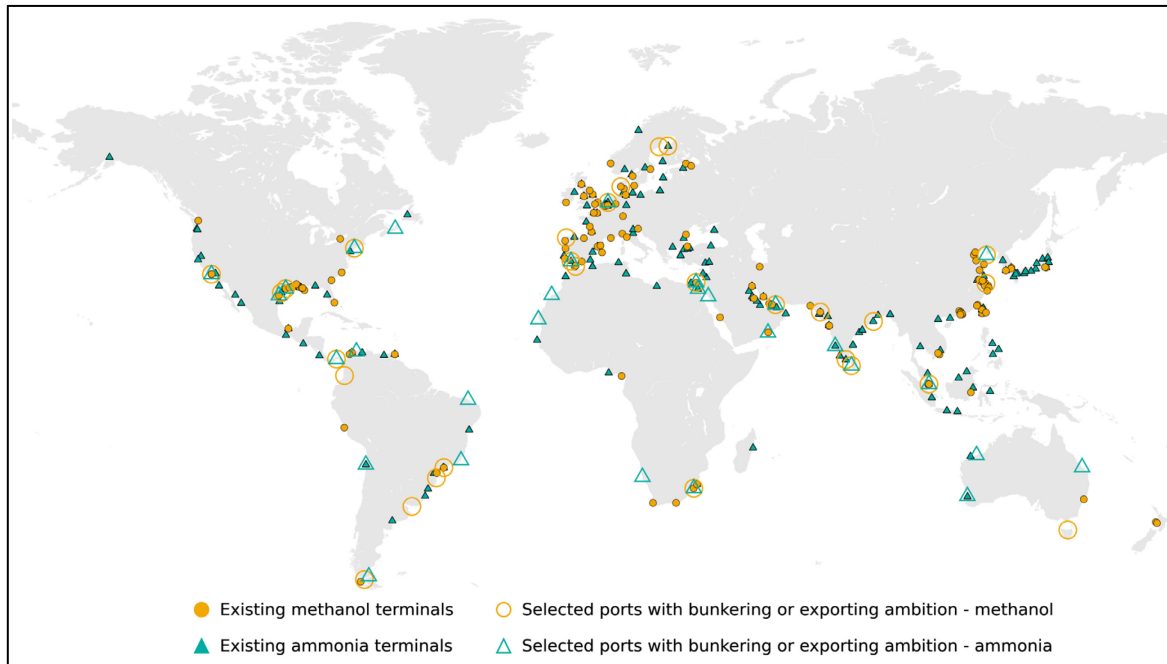 Existing methanol terminals
Selected ports with bunkering or exporting ambition - methanol
Existing ammonia terminals
Selected ports with bunkering or exporting ambition - ammonia